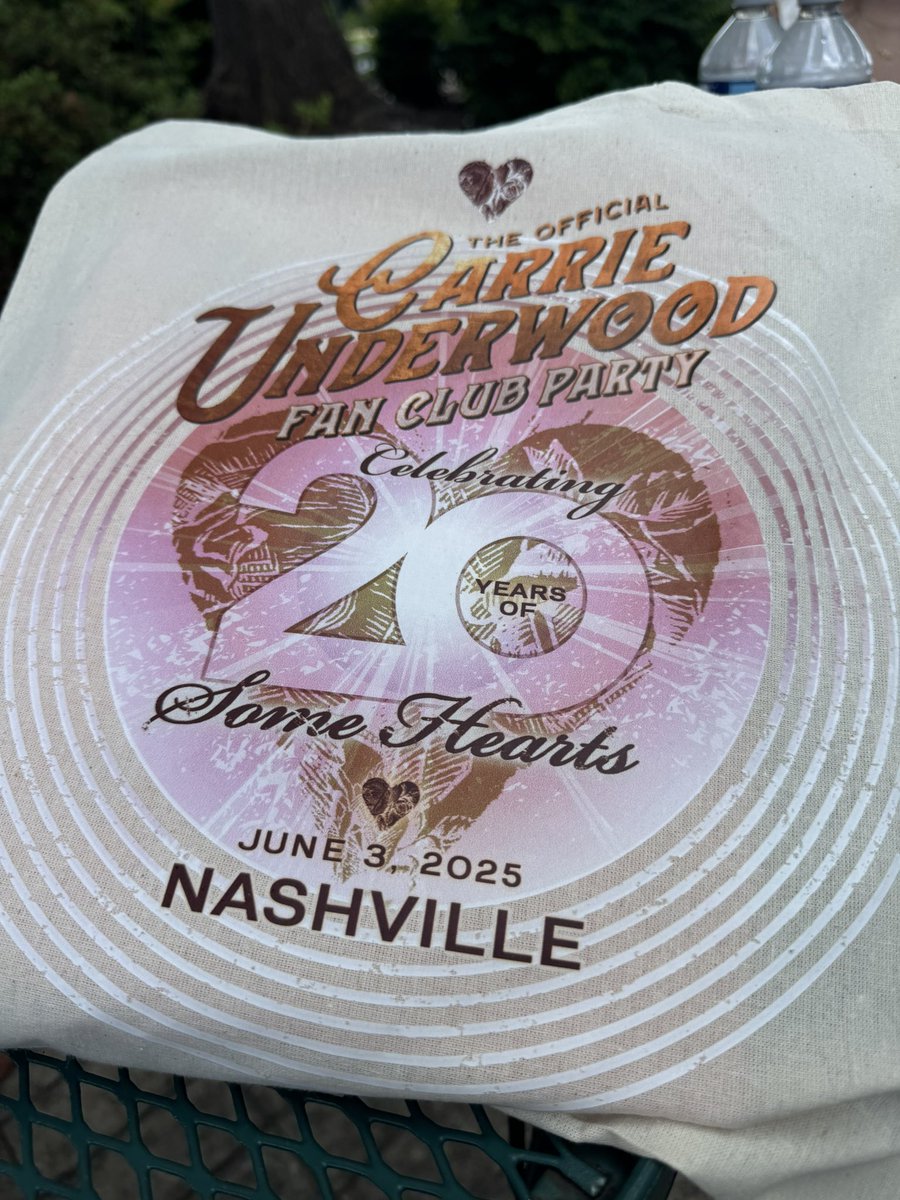 THE OFFICIAL
CARRIE
UNDERWOOD
FAN CLUB PARTY
Celebrating
20
YEARS
OF
Some Hearts
JUNE 3, 2025
NASHVILLE